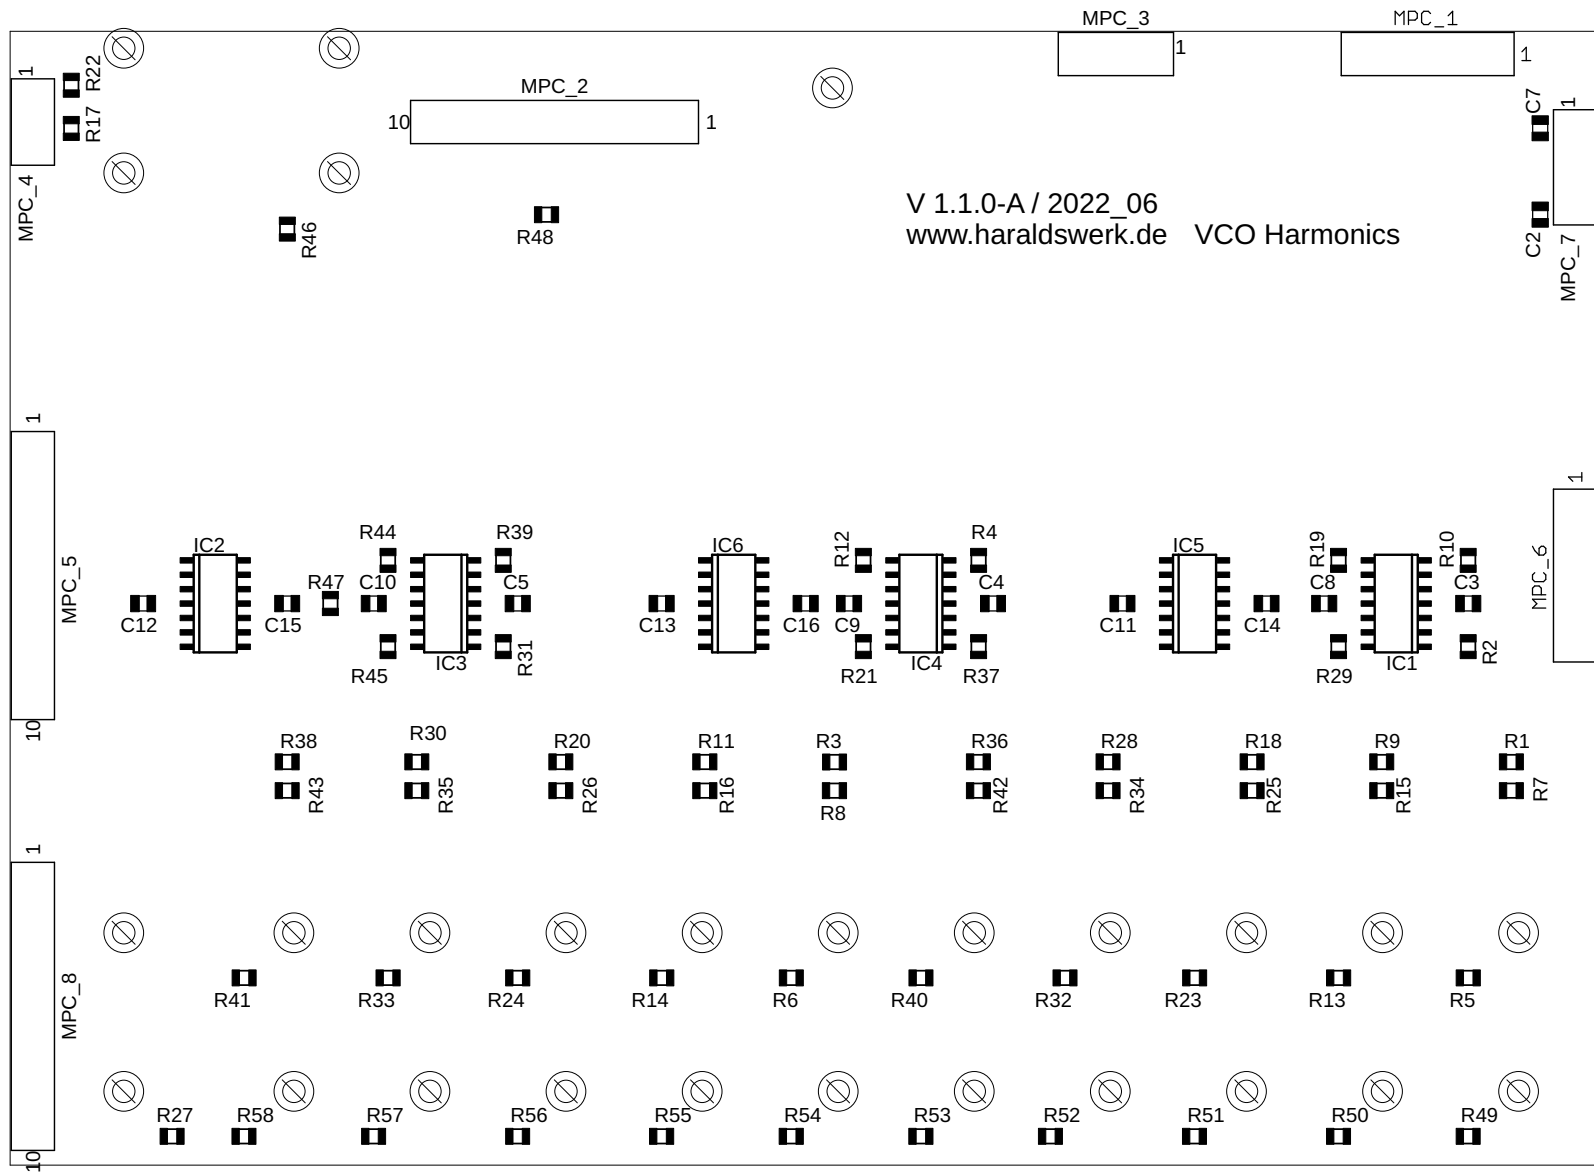 MPC_3
MPC_1
1
1
1
R22
MPC_2
10
1
R17
C7
1
MPC_4
V 1.1.0-A / 2022_06
www.haraldswerk.de VCO Harmonics
R46
R48
C2
MPC_7
1
1
MPC_5
IC2
R44
R39
IC6
R12
R4
IC5
R19
R10
MPC_6
R47
C10
C5
C4
C8
C3
C12
C15
C13
C16
C9
C11
C14
R45
IC3
R31
R21
IC4
R37
R29
IC1
R2
10
R38
R30
R20
R11
R3
R36
R28
R18
R9
R1
R43
R35
R26
R16
R8
R42
R34
R25
R15
R7
1
MPC_8
R41
R33
R24
R14
R6
R40
R32
R23
R13
R5
R27
R58
R57
R56
R55
R54
R53
R52
R51
R50
R49
10